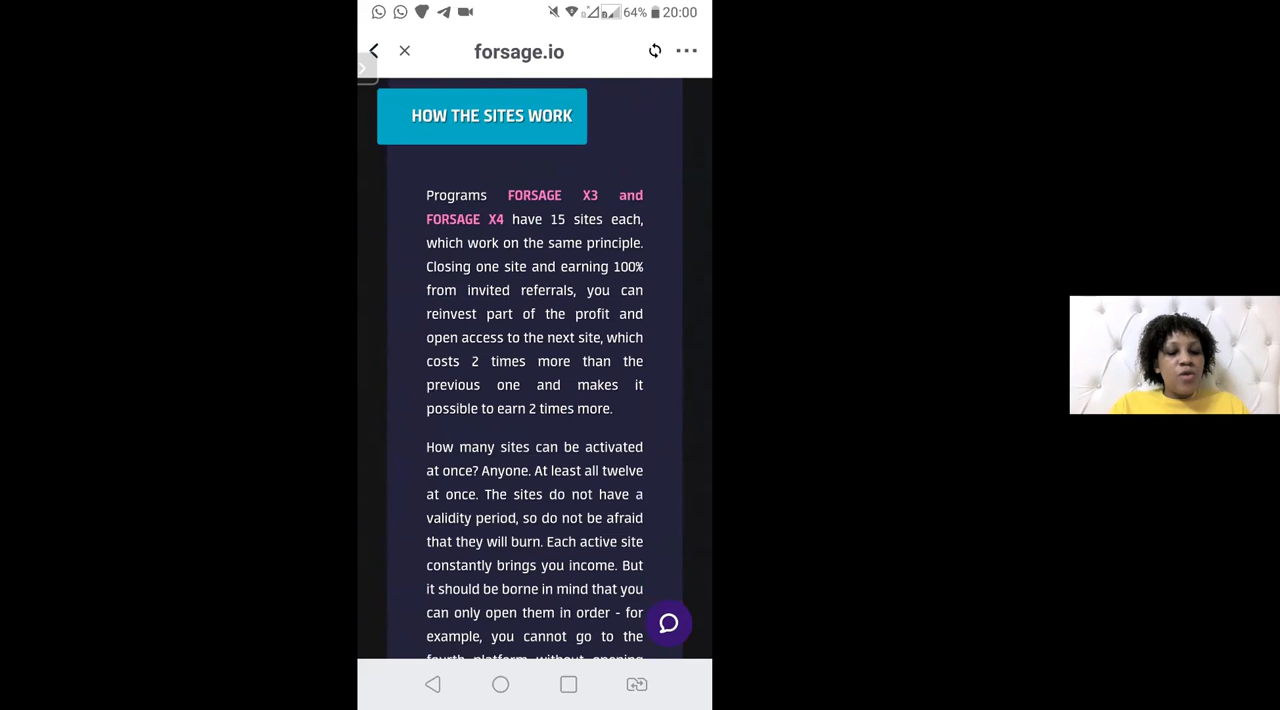 64% 20:00
forsage.io
HOW THE SITES WORK
Programs FORSAGE X3 and
FORSAGE X4 have 15 sites each,
which work on the same principle.
Closing one site and earning 100%
from invited referrals, you can
reinvest part of the profit and
open access to the next site, which
costs 2 times more than the
previous one and makes it
possible to earn 2 times more.
How many sites can be activated
at once? Anyone. At least all twelve
at once. The sites do not have a
validity period, so do not be afraid
that they will burn. Each active site
constantly brings you income. But
it should be borne in mind that you
can only open them in order - for
example, you cannot go to the
fourth platform without opening